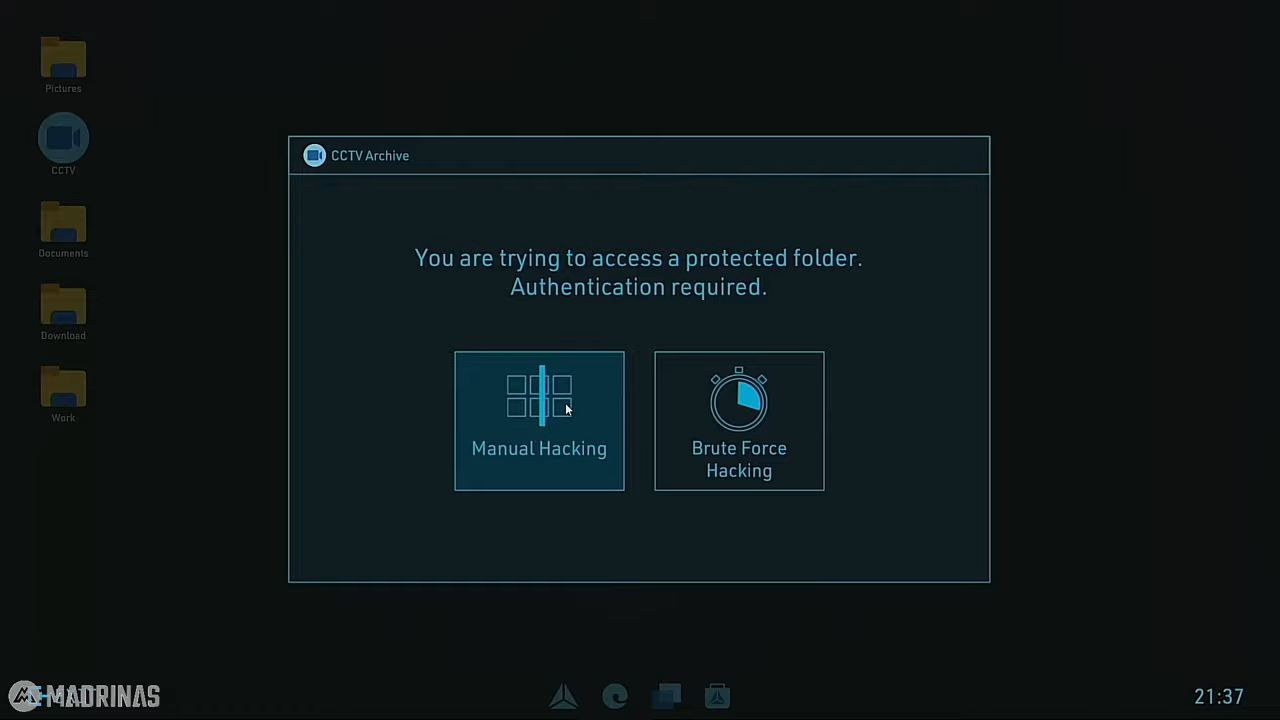 Pictures
CCTV
Documents
Download
Work
CCTV Archive
You are trying to access a protected folder.
Authentication required.
Manual Hacking
Brute Force
Hacking
MADRINAS
21:37